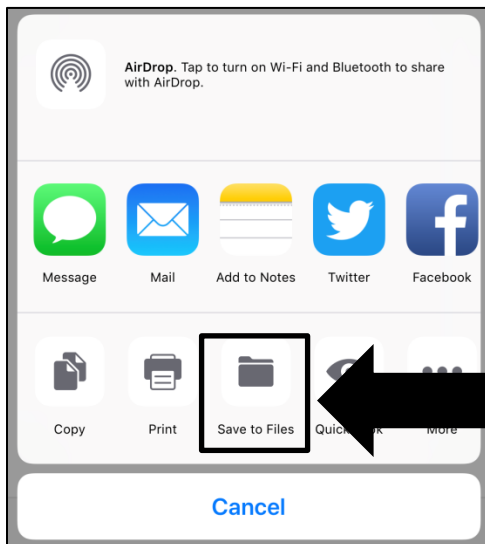 AirDrop. Tap to turn on Wi-Fi and Bluetooth to share
with AirDrop.
Message Mail Add to Notes Twitter Facebook
Copy Print Save to Files More
Cancel